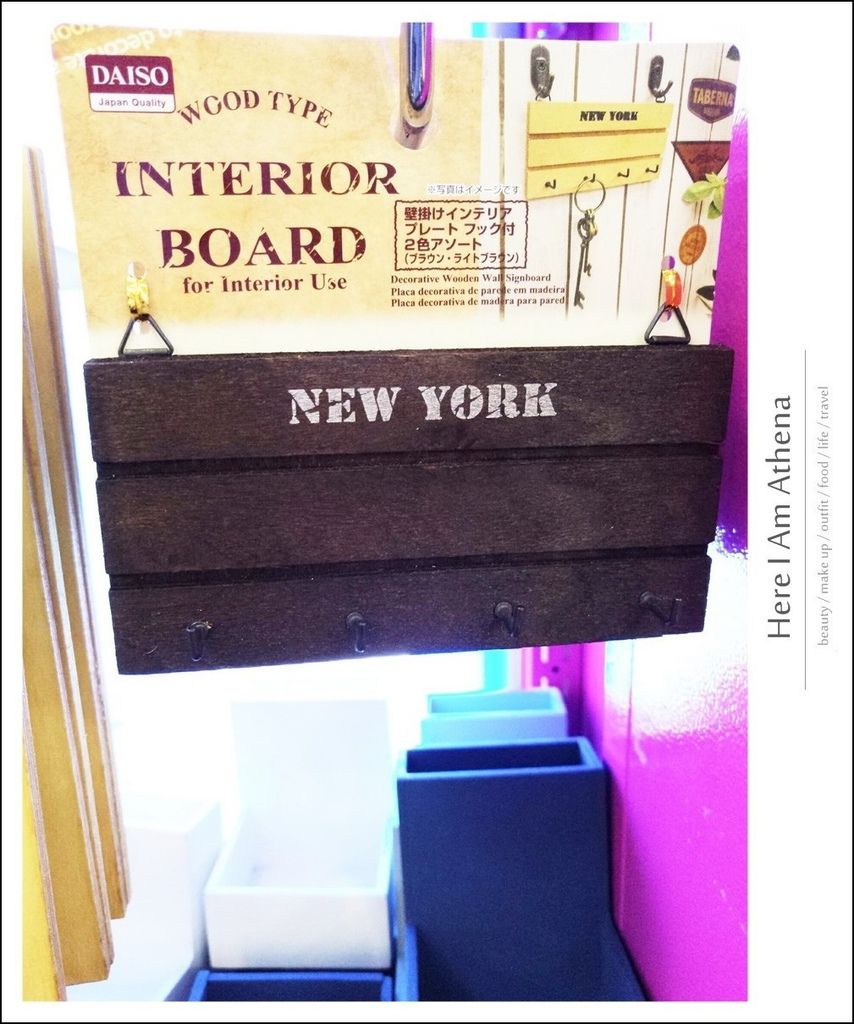 DAISO
Japan Quality
WOOD TYPE
INTERIOR
BOARD
for Interior Use
※写真はイメージです
壁掛けインテリア
プレート フック付
2色アソート
(ブラウン・ライトブラウン)
Decorative Wooden Wall Signboard
Placa decorativa de parede em madeira
Placa decorativa de madera para pared
NEW YORK
TABERNA
NEW YORK
Here I Am Athena
beauty / make up / outfit / food / life / travel